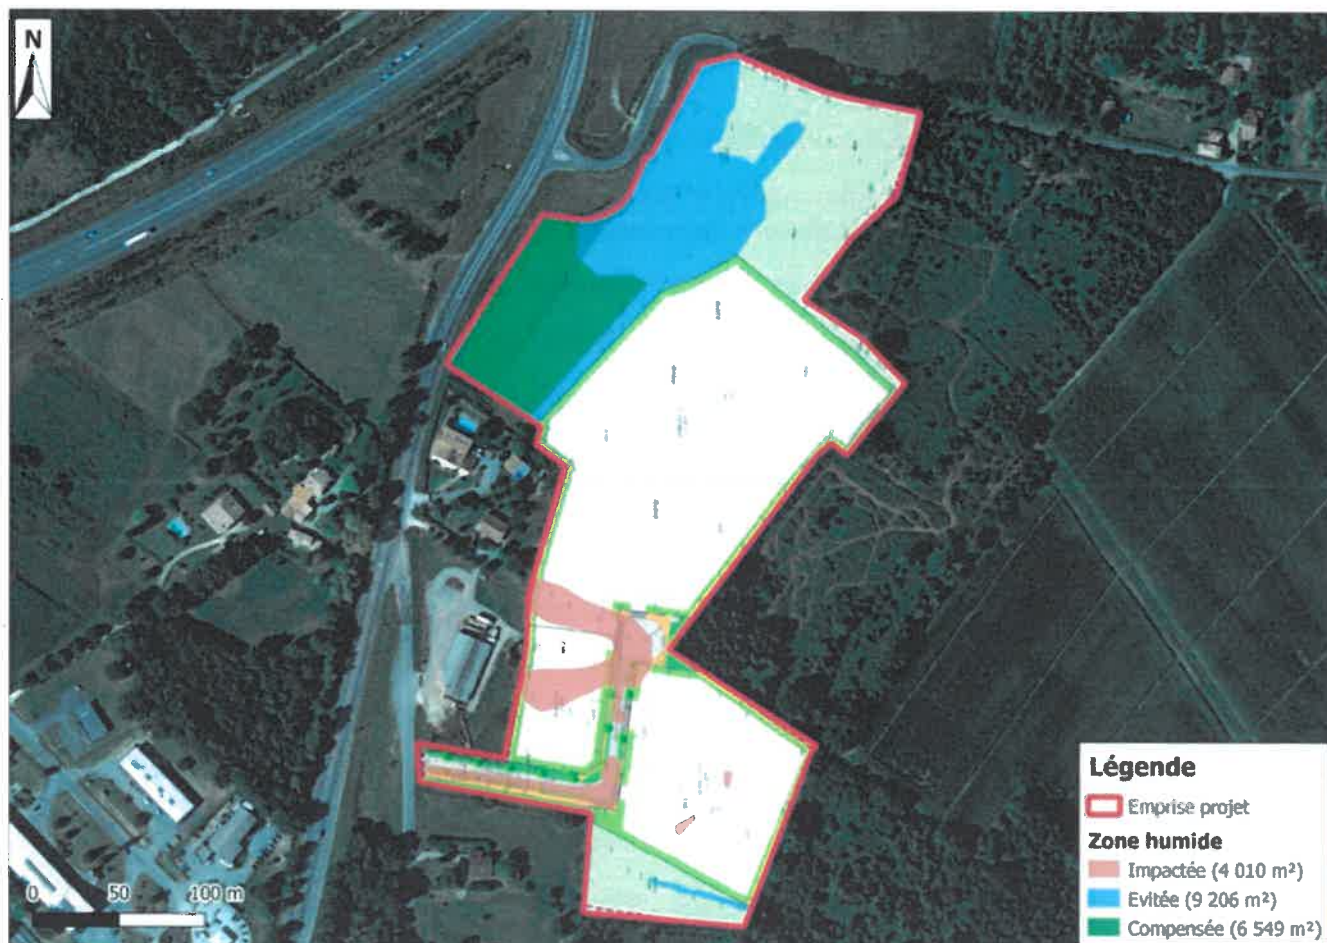 N
Légende
Emprise projet
Zone humide
Impactée (4 010 m²)
Evitée (9 206 m²)
Compensée (6 549 m²)
0 50 100 m